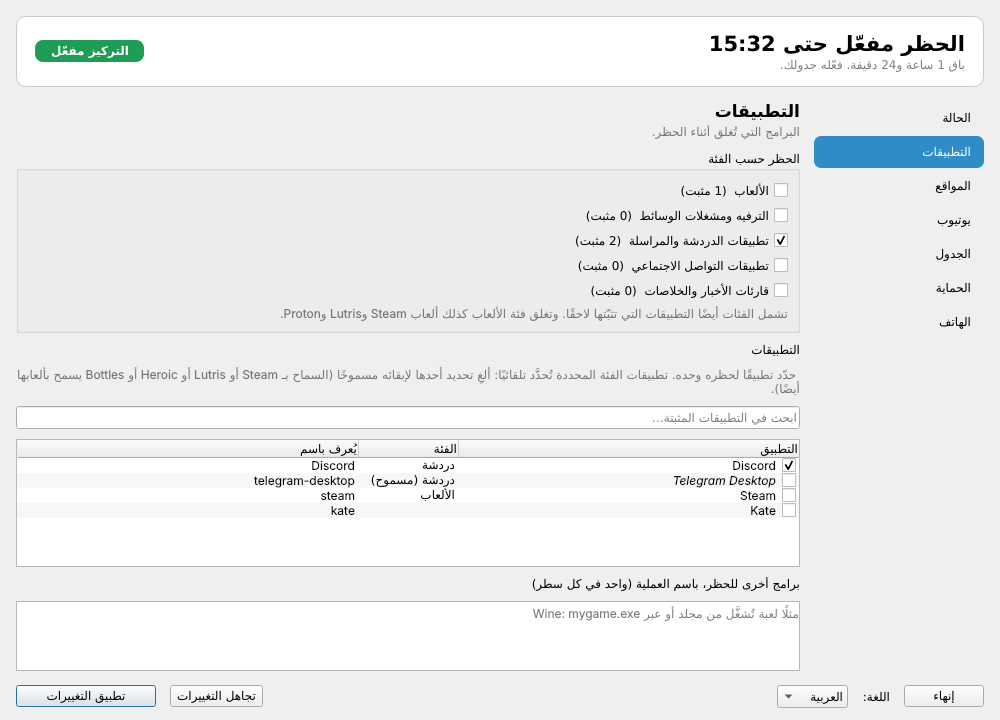 الحظر مفعّل حتى 15:32
باق 1 ساعة و24 دقيقة. فعّله جدولك.
التركيز مفعّل
الحالة
التطبيقات
المواقع
يوتيوب
الجدول
الحماية
الهاتف
التطبيقات
البرامج التي تُغلق أثناء الحظر.
الحظر حسب الفئة
الألعاب (1 مثبت)
الترفيه ومشغلات الوسائط (0 مثبت)
تطبيقات الدردشة والمراسلة (2 مثبت)
تطبيقات التواصل الاجتماعي (0 مثبت)
قارئات الأخبار والخلاصات (0 مثبت)
تشمل الفئات أيضًا التطبيقات التي تثبّتها لاحقًا. وتغلق فئة الألعاب كذلك ألعاب Steam وLutris وProton.
التطبيقات
حدّد تطبيقًا لحظره وحده. تطبيقات الفئة المحددة تُحدَّد تلقائيًا: ألغِ تحديد أحدها لإبقائه مسموحًا (السماح بـ Steam أو Lutris أو Heroic أو Bottles يسمح بألعابها
أيضًا).
ابحث في التطبيقات المثبتة...
التطبيق الفئة يُعرف باسم
Discord دردشة Discord
Telegram Desktop دردشة (مسموح) telegram-desktop
Steam الألعاب steam
Kate kate
برامج أخرى للحظر، باسم العملية (واحد في كل سطر)
مثلًا لعبة تُشغَّل من مجلد أو عبر Wine: mygame.exe
إنهاء
اللغة:
العربية
تجاهل التغييرات
تطبيق التغييرات